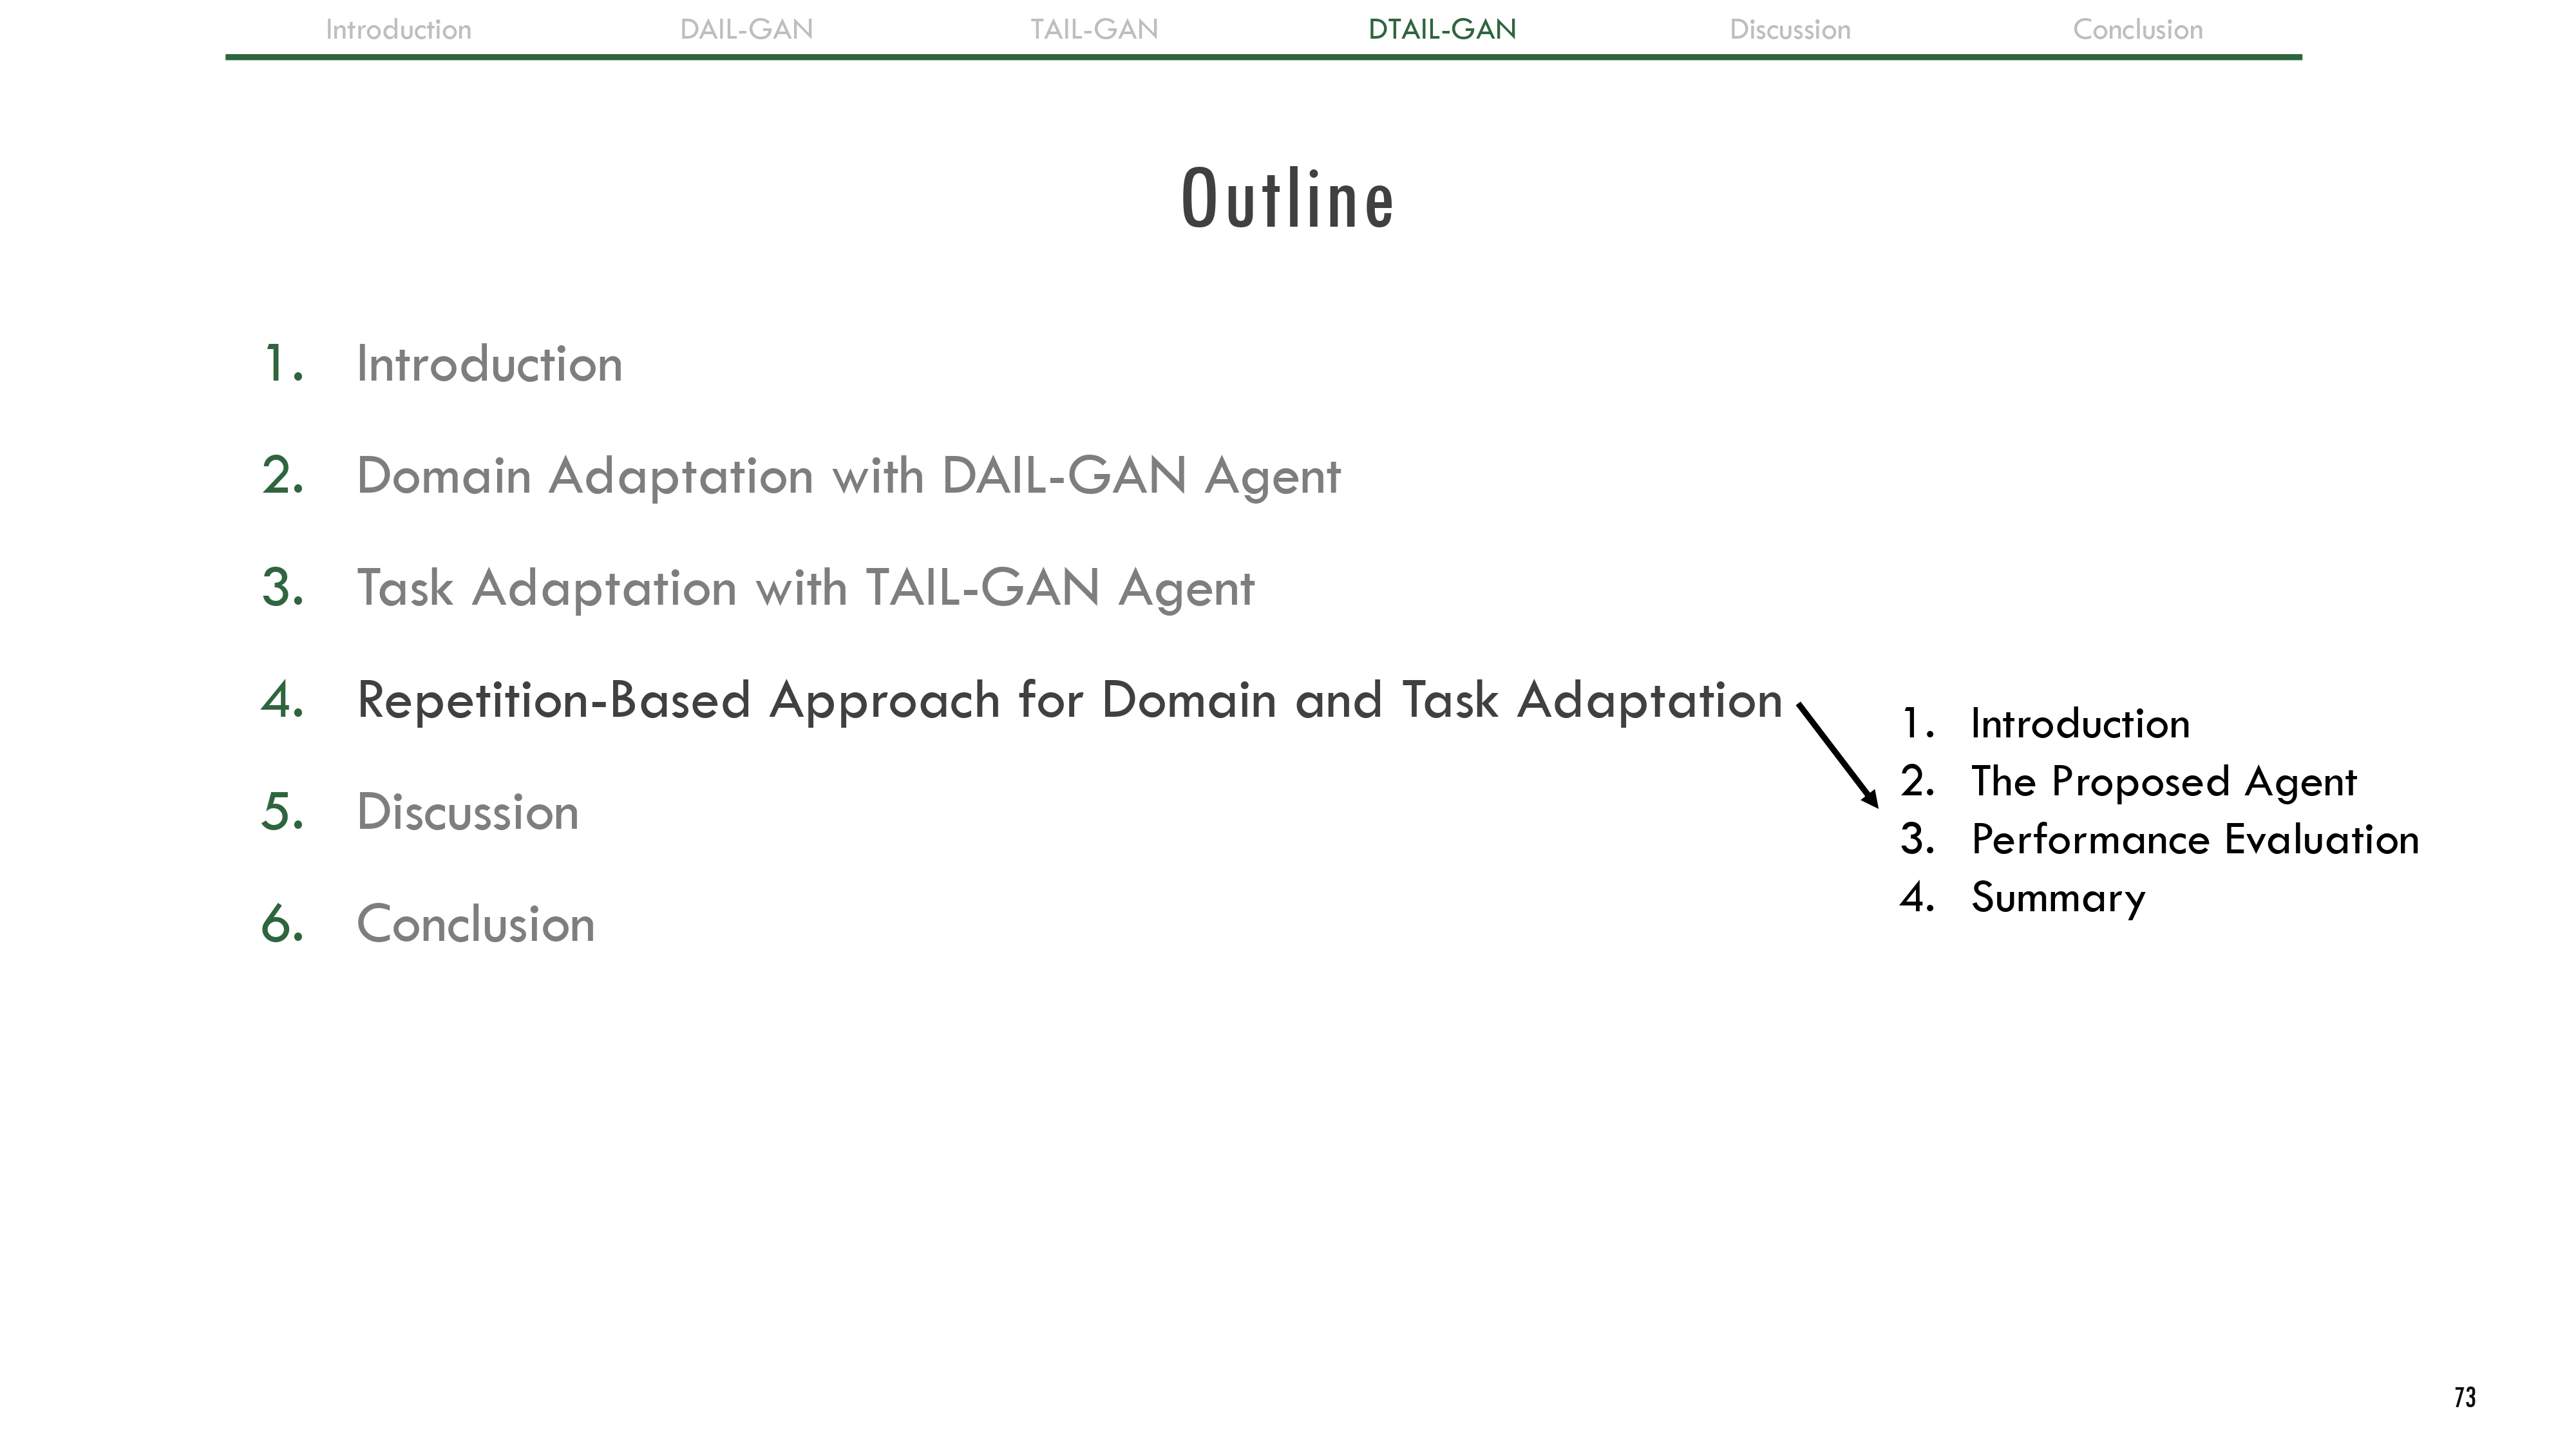 Introduction DAIL-GAN TAIL-GAN DTAIL-GAN Discussion Conclusion
Outline
1. Introduction
2. Domain Adaptation with DAIL-GAN Agent
3. Task Adaptation with TAIL-GAN Agent
4. Repetition-Based Approach for Domain and Task Adaptation
5. Discussion
6. Conclusion
1. Introduction
2. The Proposed Agent
3. Performance Evaluation
4. Summary
73